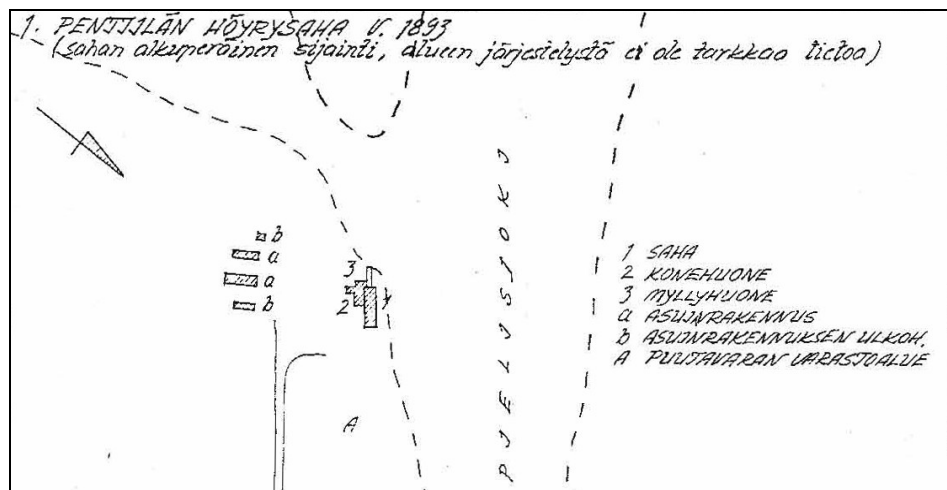 1. PENTTILÄN HÖYRYSAHA V. 1893
(sahan alkuperäinen sijainti, alueen järjestelystä ei ole tarkkaa tietoa)
PIELISJOKI
b
a
a
b
3
2
1
A
1 SAHA
2 KONEHUONE
3 MYLLYHUONE
a ASUINRAKENNUS
b ASUINRAKENNUKSEN ULKOH.
A PUUTAVARAN VARASTOALUE